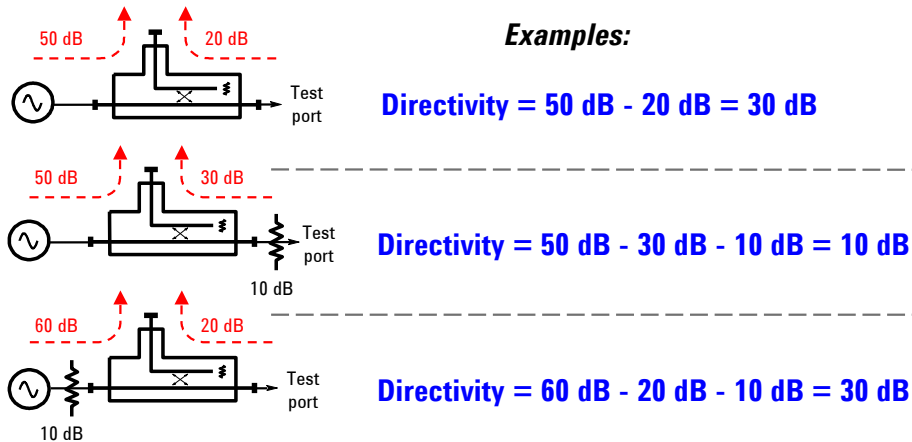 Examples:
50 dB
20 dB
Test
port
Directivity = 50 dB - 20 dB = 30 dB
50 dB
30 dB
Test
port
10 dB
Directivity = 50 dB - 30 dB - 10 dB = 10 dB
60 dB
20 dB
Test
port
10 dB
Directivity = 60 dB - 20 dB - 10 dB = 30 dB